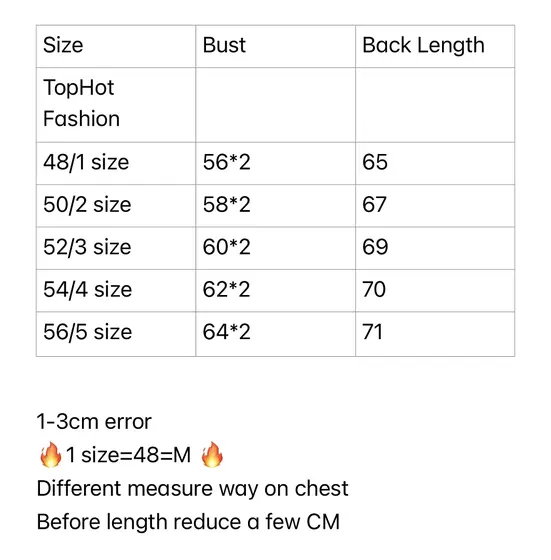 Size Bust Back Length
TopHot
Fashion
48/1 size 56*2 65
50/2 size 58*2 67
52/3 size 60*2 69
54/4 size 62*2 70
56/5 size 64*2 71
1-3cm error
🔥1 size=48=M 🔥
Different measure way on chest
Before length reduce a few CM